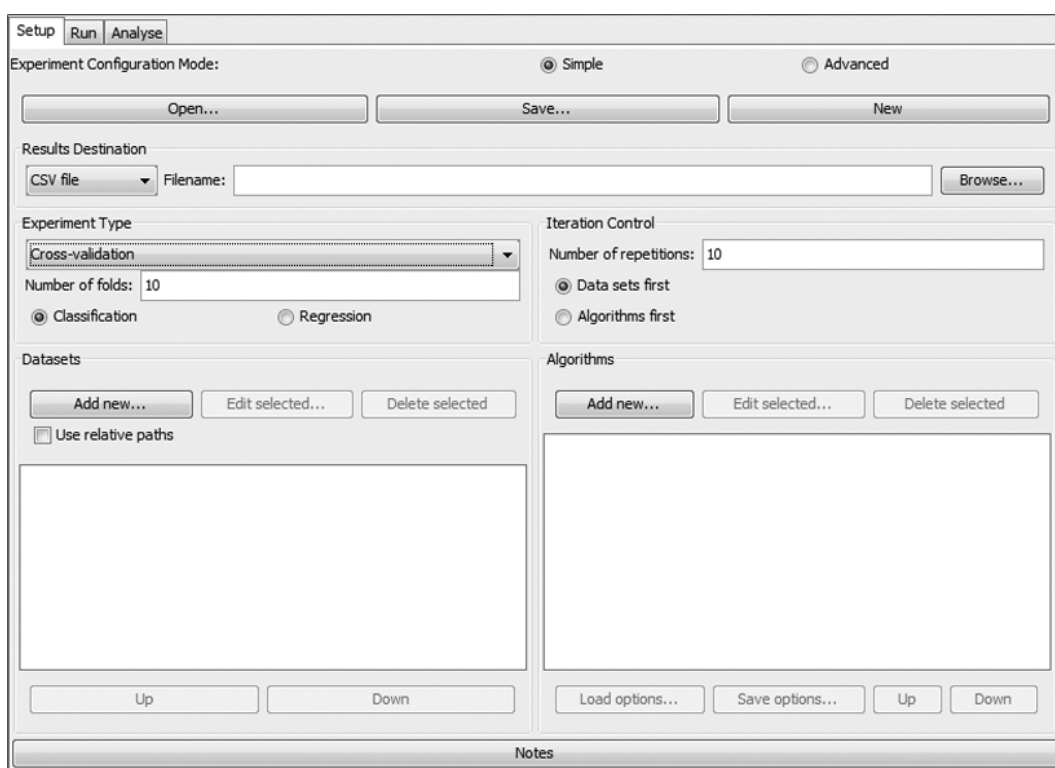 Setup Run Analyse
Experiment Configuration Mode: Simple Advanced
Open... Save... New
Results Destination
CSV file Filename: Browse...
Experiment Type
Cross-validation
Number of folds: 10
Classification Regression
Iteration Control
Number of repetitions: 10
Data sets first
Algorithms first
Datasets
Add new... Edit selected... Delete selected
Use relative paths
Up Down
Algorithms
Add new... Edit selected... Delete selected
Load options... Save options... Up Down
Notes